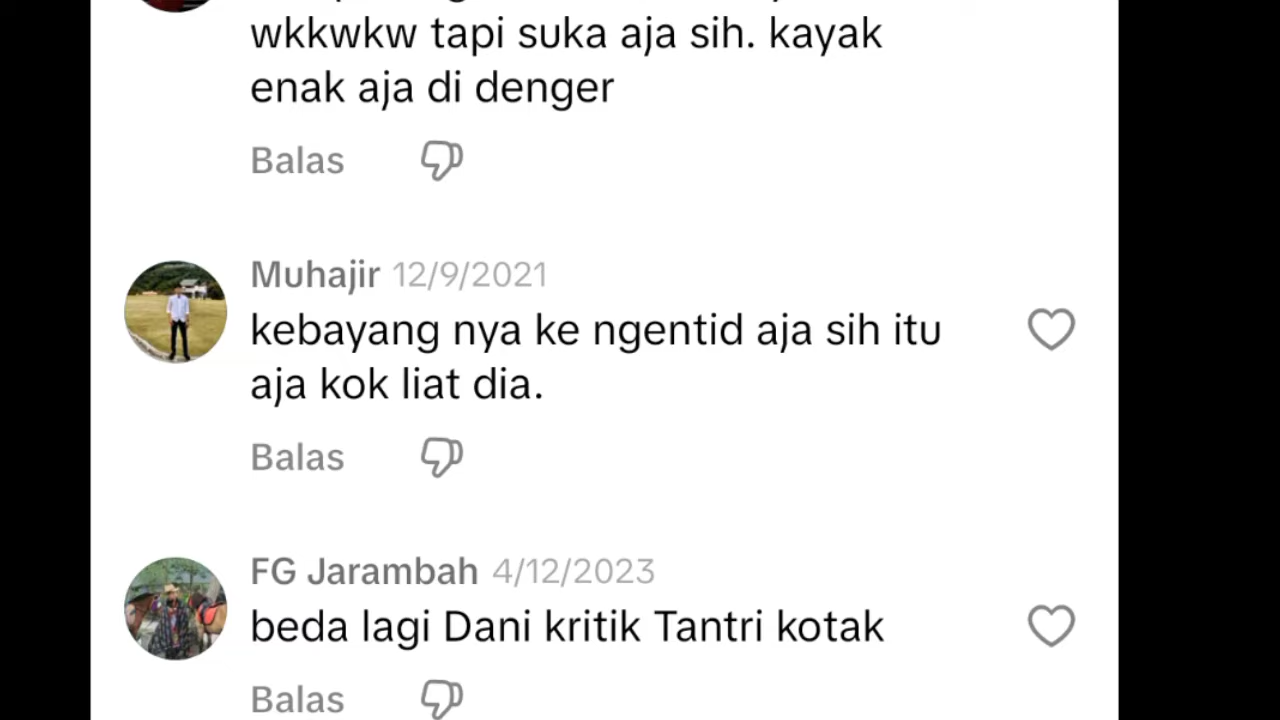 wkkwkw tapi suka aja sih. kayak
enak aja di denger
Balas
Muhajir 12/9/2021
kebayang nya ke ngentid aja sih itu
aja kok liat dia.
Balas
FG Jarambah 4/12/2023
beda lagi Dani kritik Tantri kotak
Balas